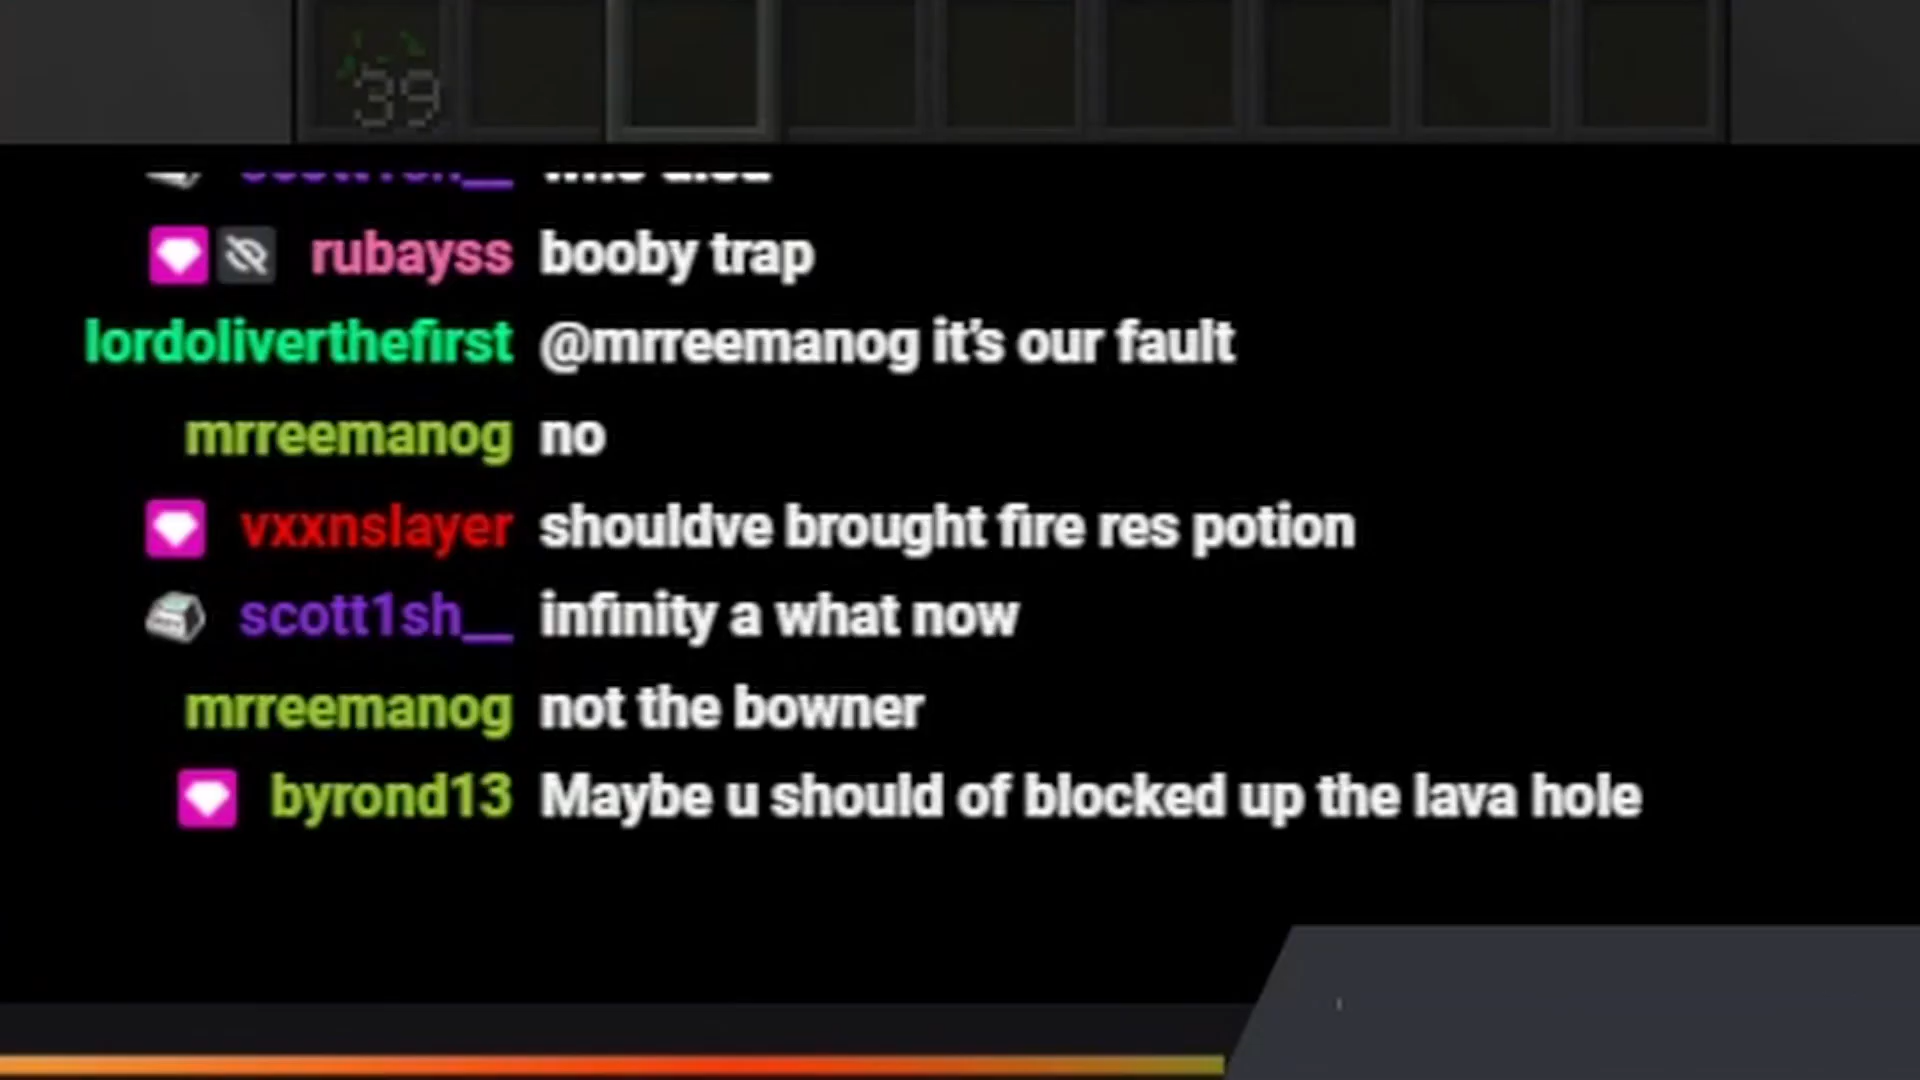 39
rubayss booby trap
lordoliverthefirst @mrreemanog it's our fault
mrreemanog no
vxxnslayer shouldve brought fire res potion
scott1sh__ infinity a what now
mrreemanog not the bowner
byrond13 Maybe u should of blocked up the lava hole